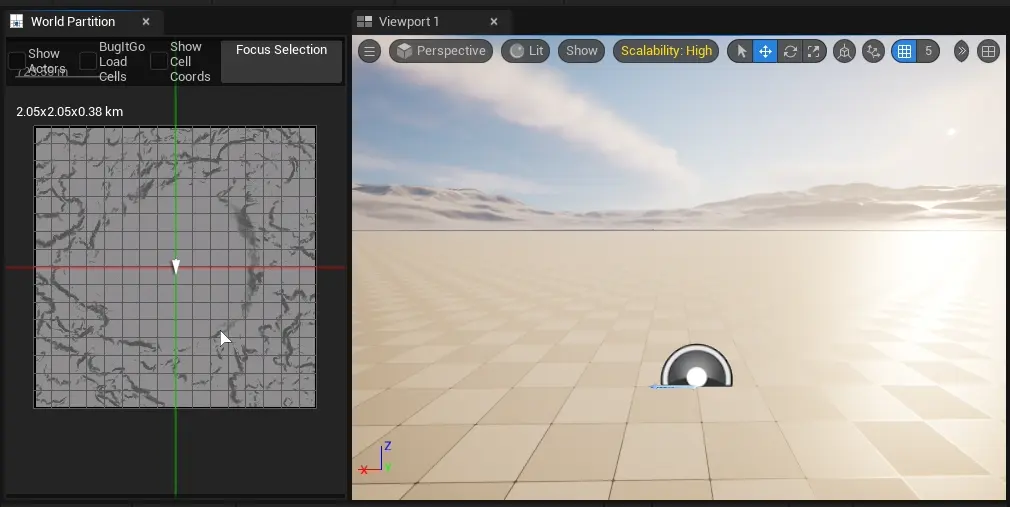 World Partition
Viewport 1
Show
Actors
BugItGo
Load
Cells
Show
Cell
Coords
Focus Selection
Perspective
Lit
Show
Scalability: High
5
2.05x2.05x0.38 km
Z
X
Y